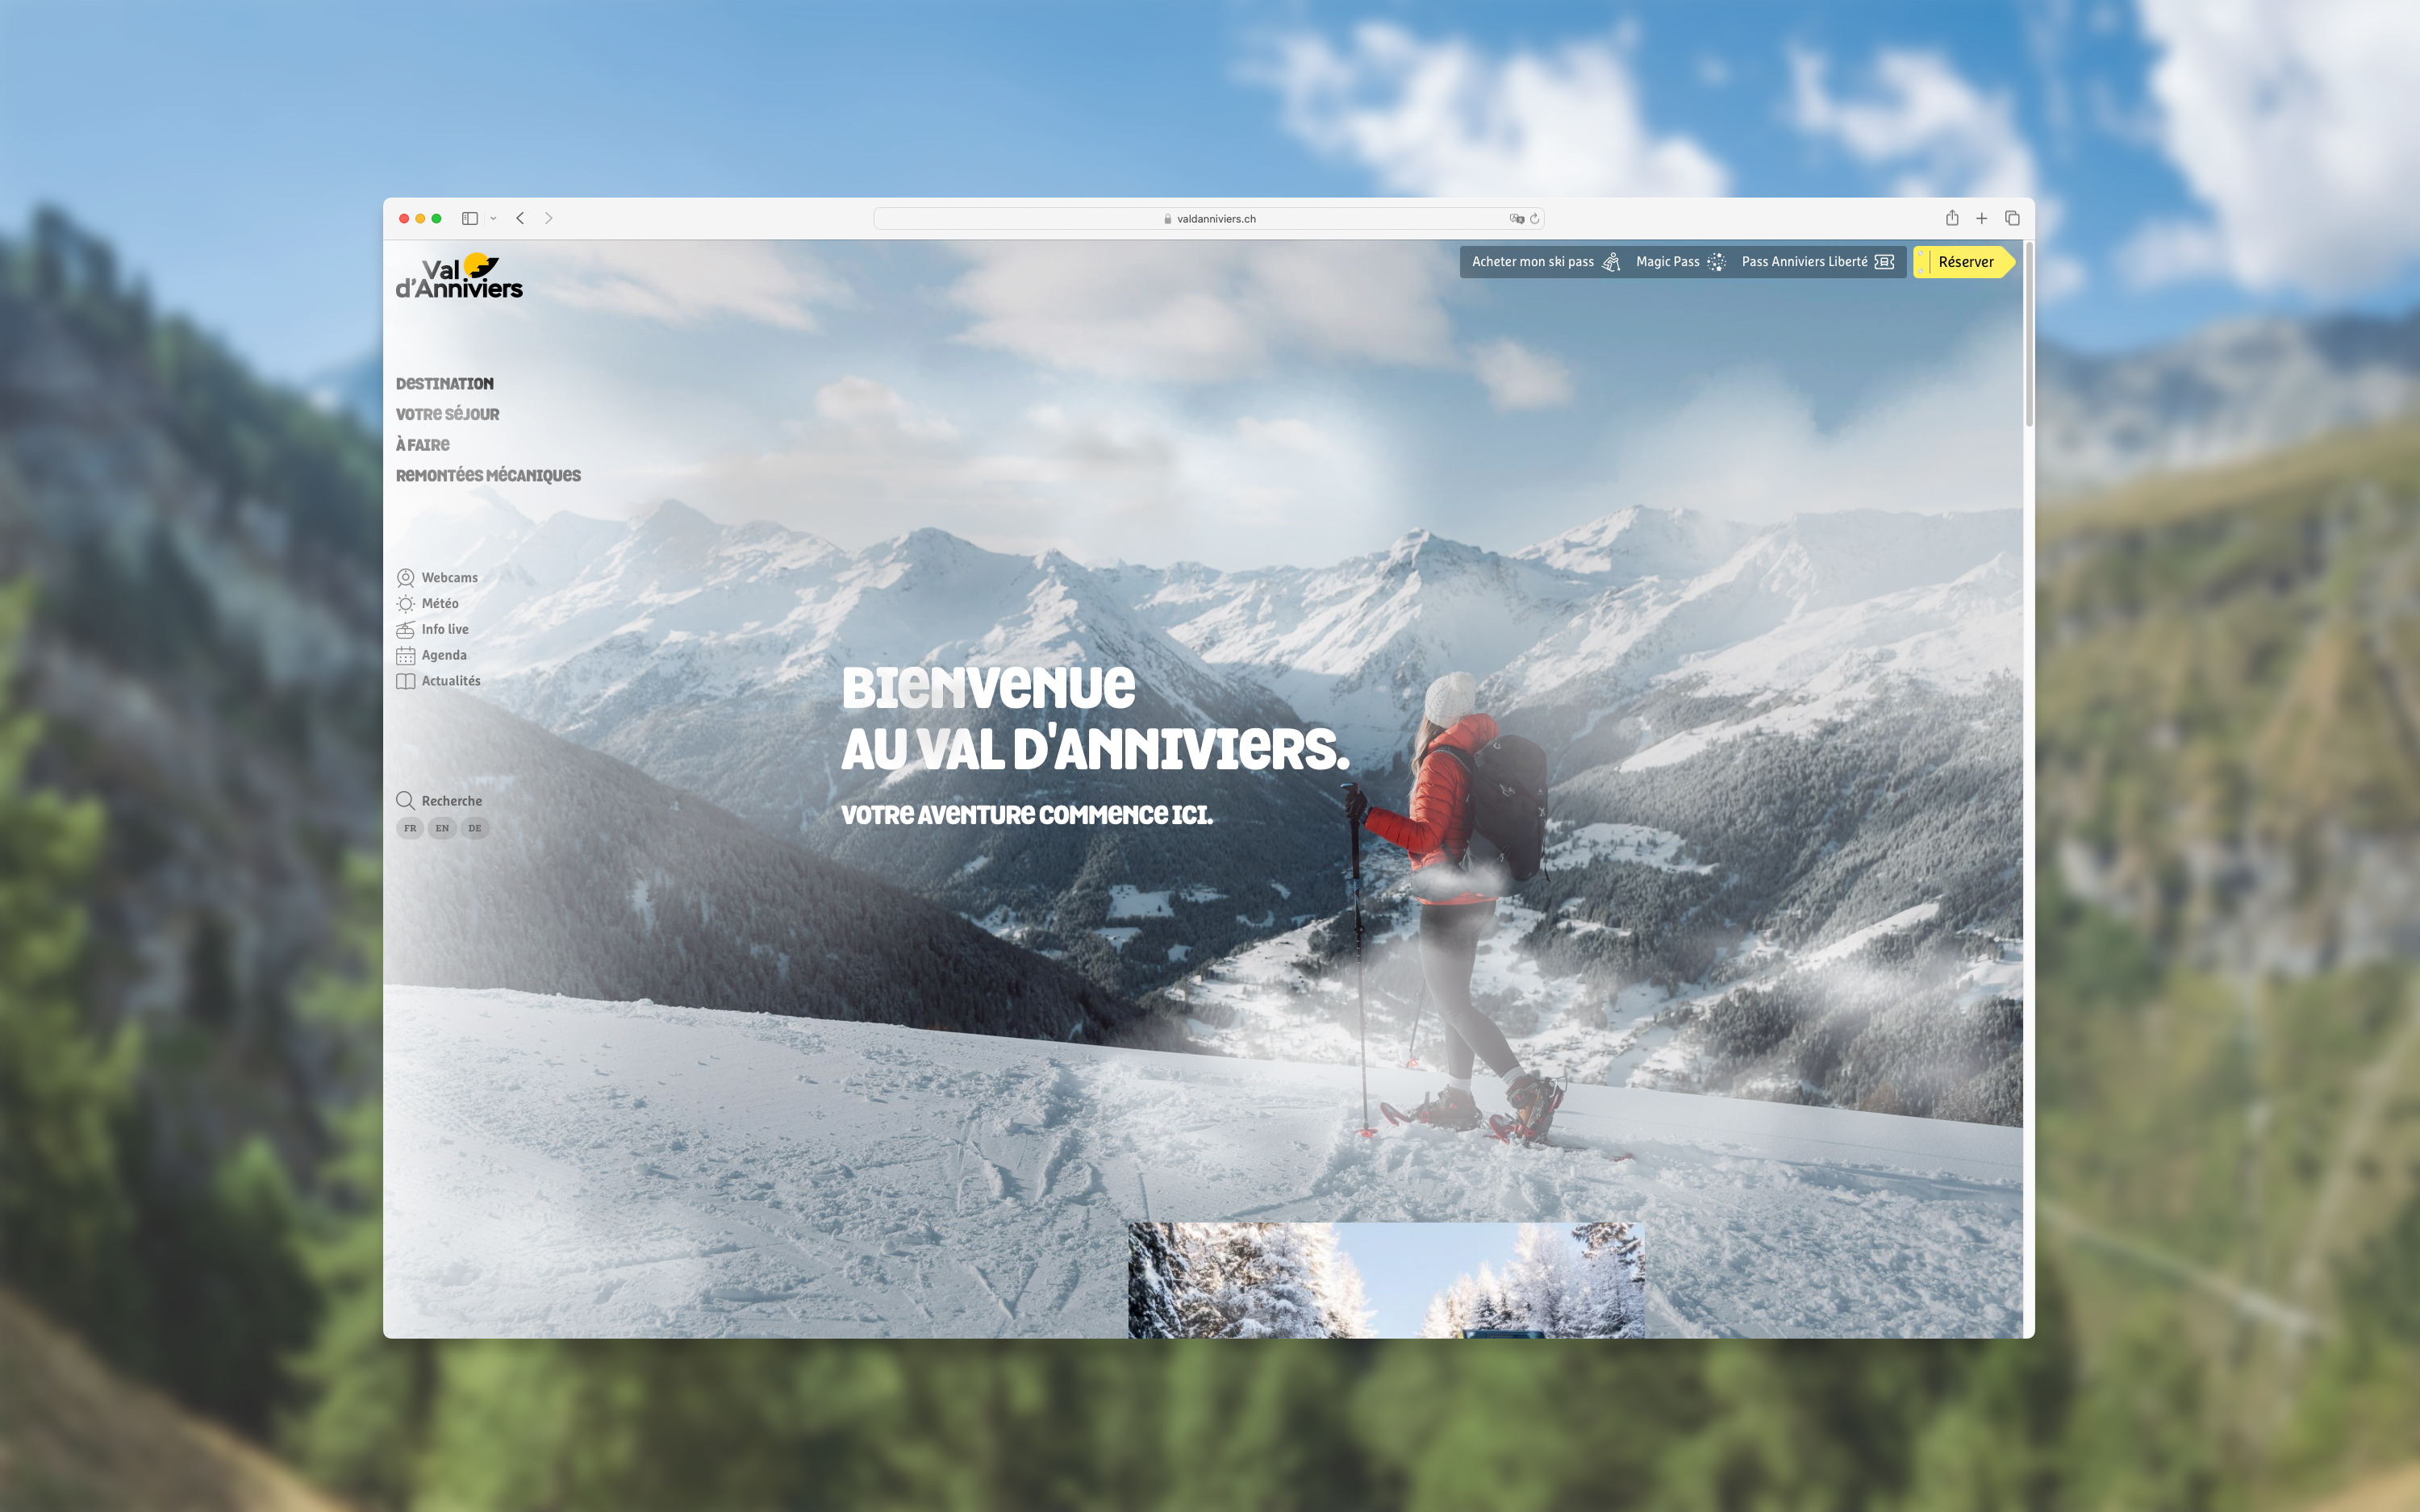 valdanniviers.ch
Val
d'Anniviers
Acheter mon ski pass
Magic Pass
Pass Anniviers Liberté
Réserver
DESTINATION
VOTRE SÉJOUR
À FAIRE
REMONTÉES MÉCANIQUES
Webcams
Météo
Info live
Agenda
Actualités
BIENVENUE
AU VAL D'ANNIVIERS.
VOTRE AVENTURE COMMENCE ICI.
Recherche
FR EN DE